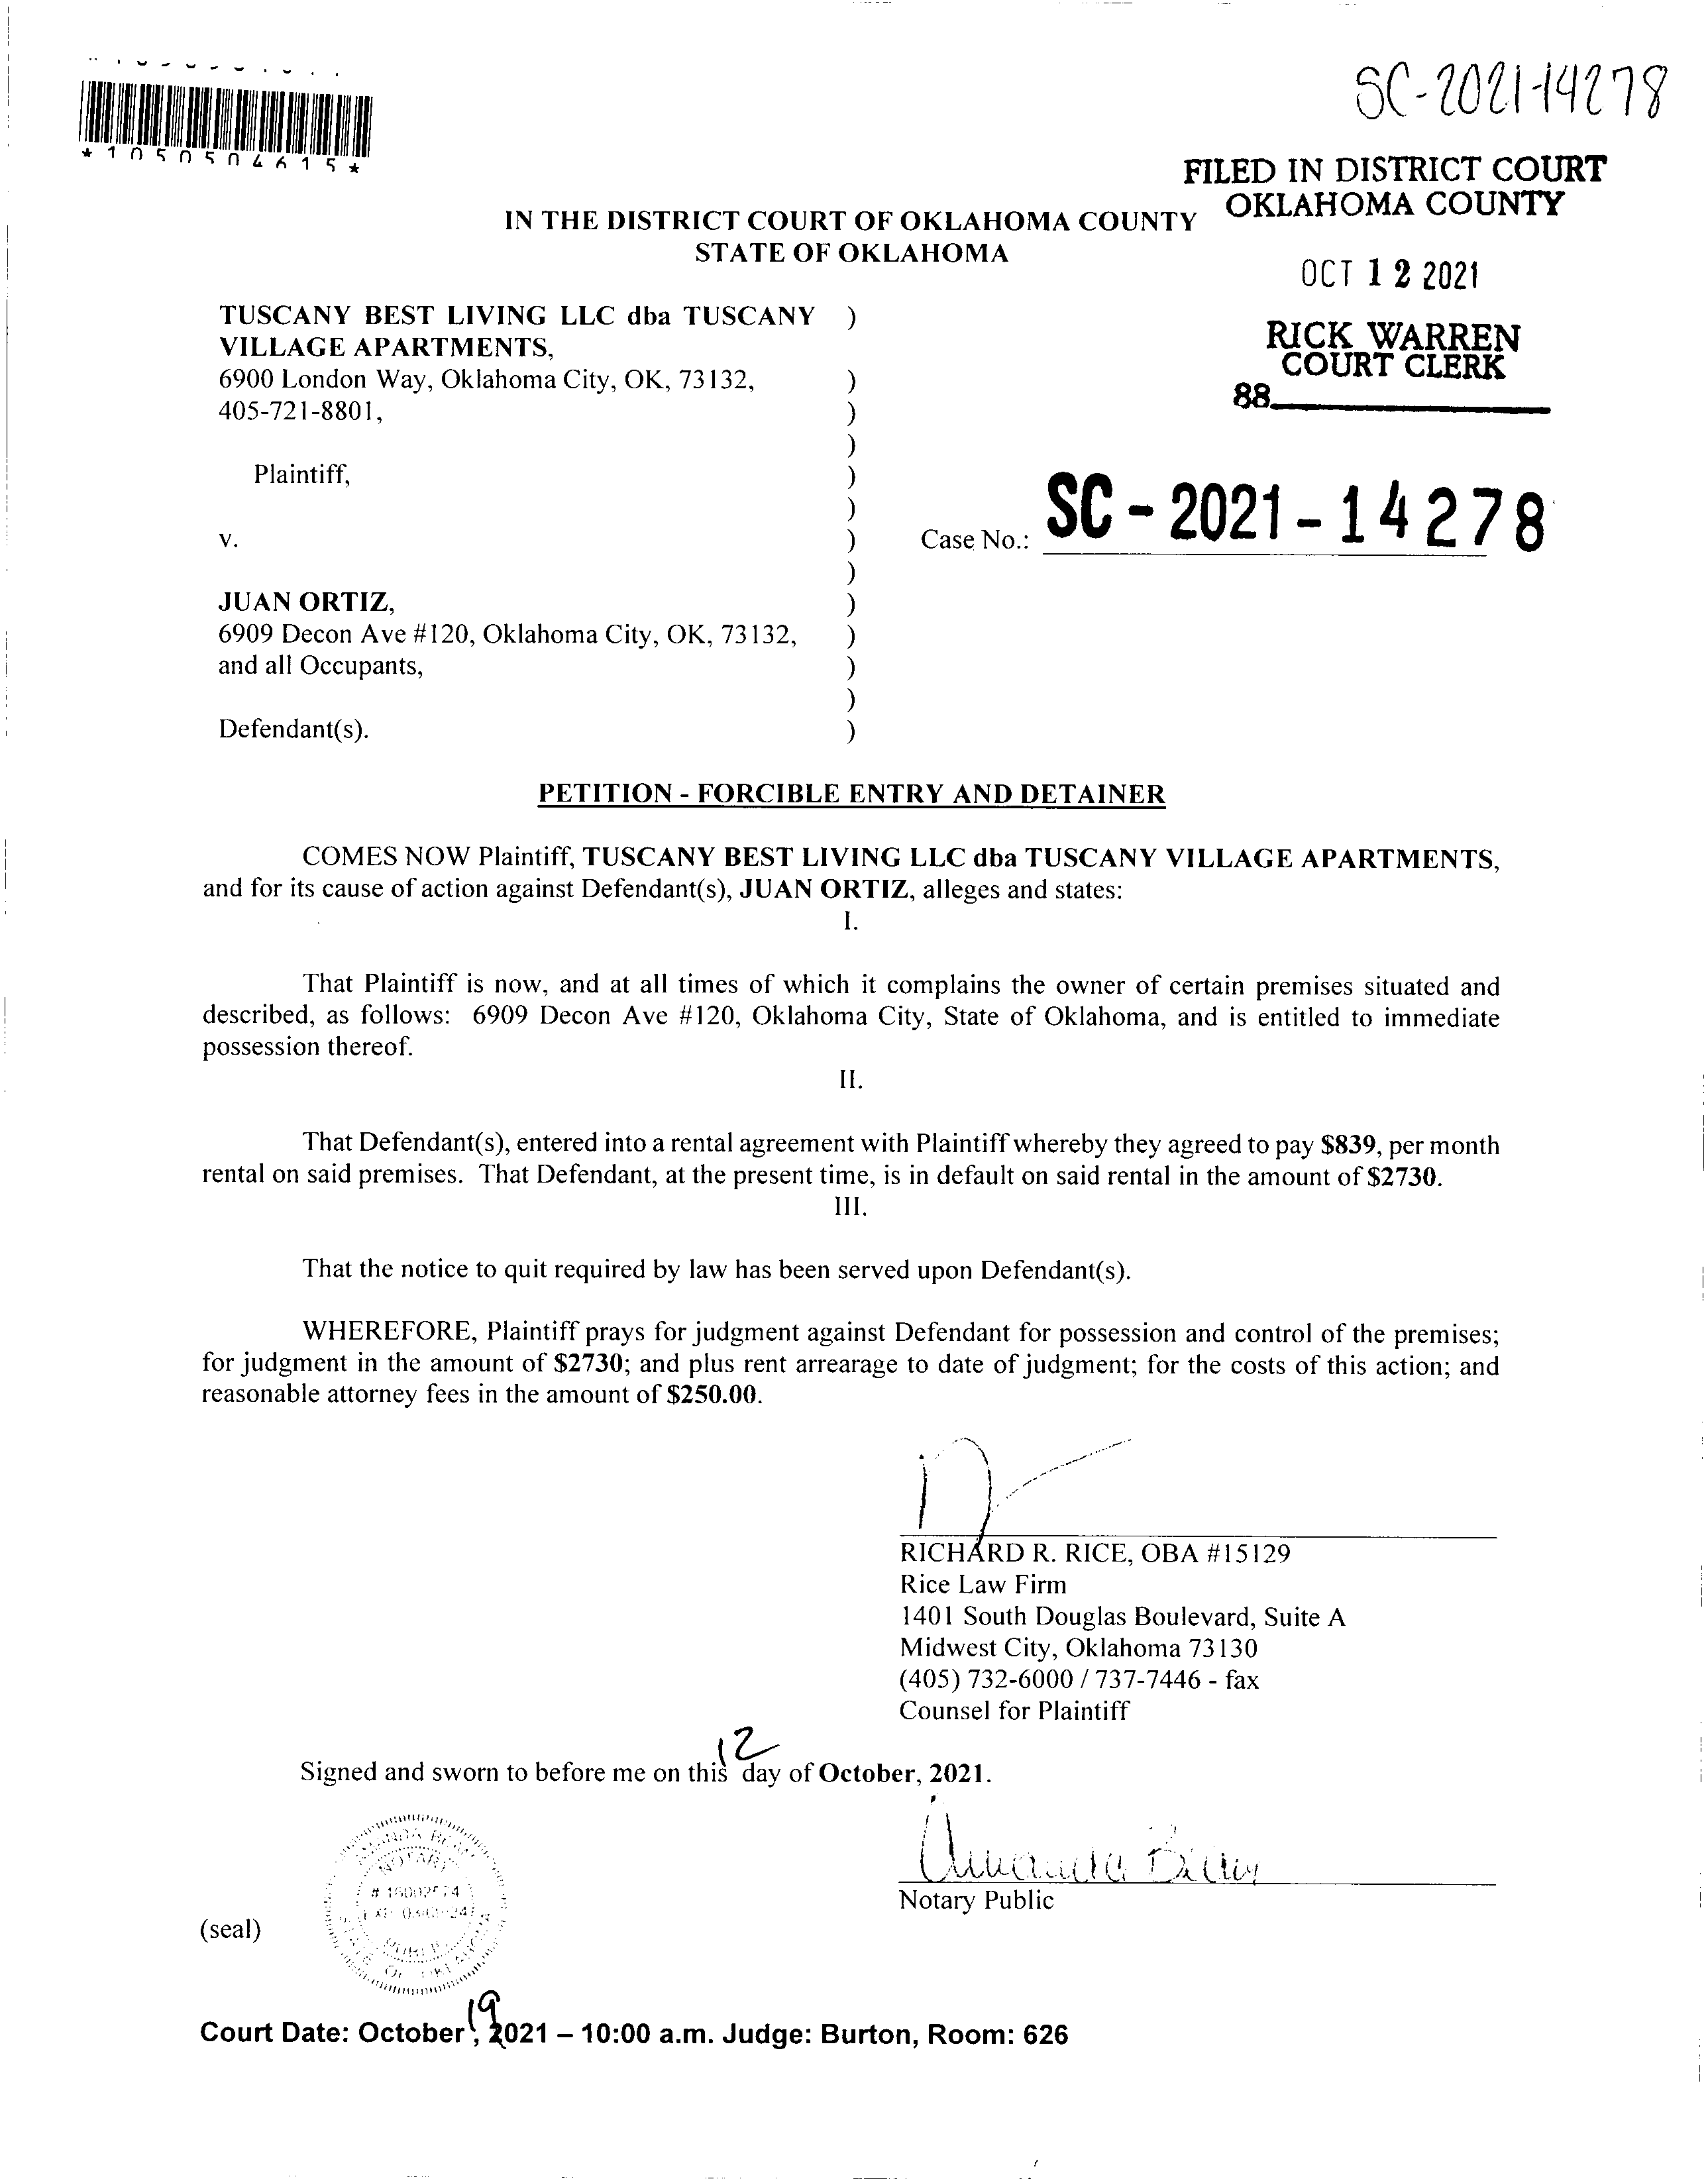 SC-2021-14278
*1050504615*
FILED IN DISTRICT COURT
OKLAHOMA COUNTY
IN THE DISTRICT COURT OF OKLAHOMA COUNTY
STATE OF OKLAHOMA
OCT 12 2021
RICK WARREN
COURT CLERK
88
TUSCANY BEST LIVING LLC dba TUSCANY )
VILLAGE APARTMENTS,
6900 London Way, Oklahoma City, OK, 73132, )
405-721-8801, )
)
Plaintiff, )
)
v. )
Case No.: SC-2021-14278
)
JUAN ORTIZ, )
6909 Decon Ave #120, Oklahoma City, OK, 73132, )
and all Occupants, )
)
Defendant(s). )
PETITION - FORCIBLE ENTRY AND DETAINER
COMES NOW Plaintiff, TUSCANY BEST LIVING LLC dba TUSCANY VILLAGE APARTMENTS,
and for its cause of action against Defendant(s), JUAN ORTIZ, alleges and states:
I.
That Plaintiff is now, and at all times of which it complains the owner of certain premises situated and
described, as follows: 6909 Decon Ave #120, Oklahoma City, State of Oklahoma, and is entitled to immediate
possession thereof.
II.
That Defendant(s), entered into a rental agreement with Plaintiff whereby they agreed to pay $839, per month
rental on said premises. That Defendant, at the present time, is in default on said rental in the amount of $2730.
III.
That the notice to quit required by law has been served upon Defendant(s).
WHEREFORE, Plaintiff prays for judgment against Defendant for possession and control of the premises;
for judgment in the amount of $2730; and plus rent arrearage to date of judgment; for the costs of this action; and
reasonable attorney fees in the amount of $250.00.
RICHARD R. RICE, OBA #15129
Rice Law Firm
1401 South Douglas Boulevard, Suite A
Midwest City, Oklahoma 73130
(405) 732-6000 / 737-7446 - fax
Counsel for Plaintiff
Signed and sworn to before me on this 12 day of October, 2021.
Amanda
Notary Public
NOTARY
PUBLIC
(seal)
Court Date: October 19, 2021 – 10:00 a.m. Judge: Burton, Room: 626